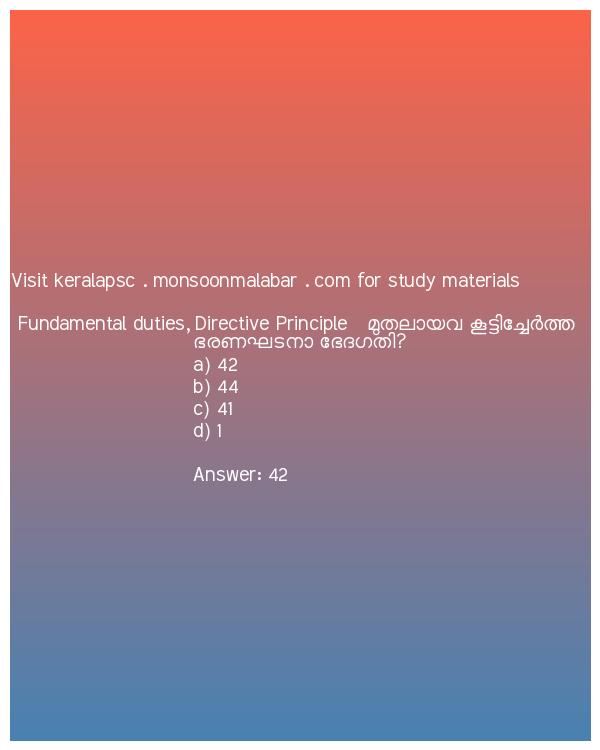 Visit keralapsc . monsoonmalabar . com for study materials
Fundamental duties, Directive Principle മുതലായവ കൂട്ടിച്ചേർത്ത
ഭരണഘടനാ ഭേദഗതി?
a) 42
b) 44
c) 41
d) 1
Answer: 42